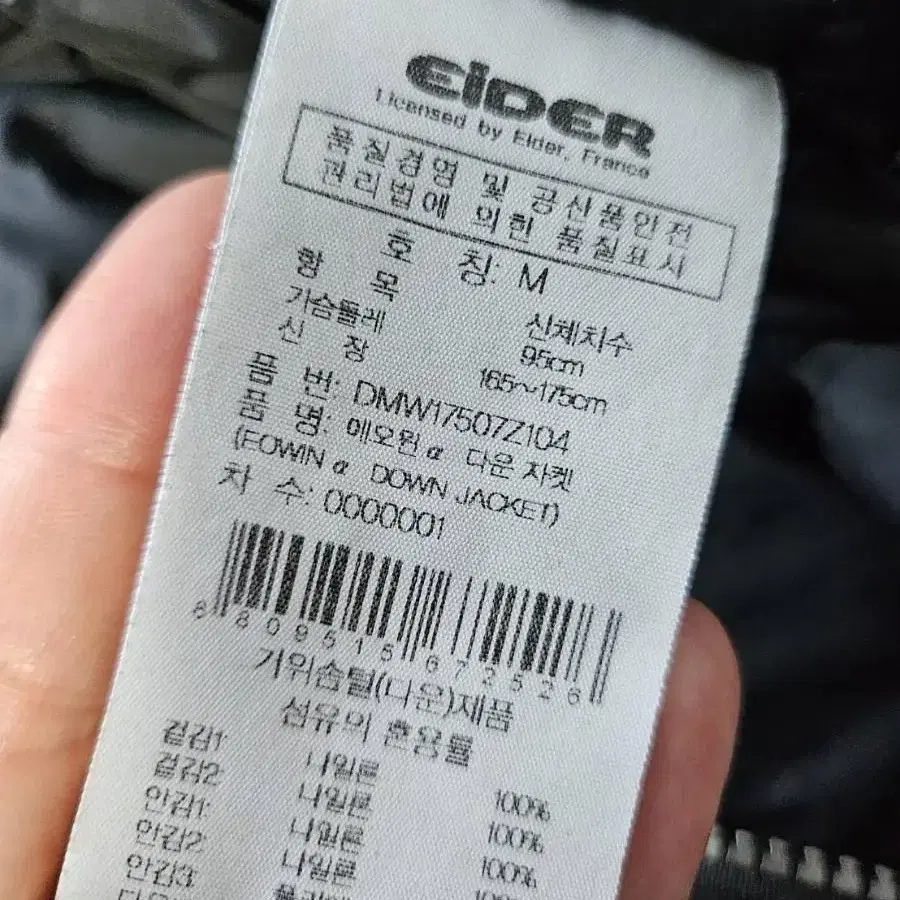 EiDER
Licensed by Eider, France
품질경영 및 공산품안전
관리법에 의한 품질표시
호 칭: M
항 목 신체치수
가슴둘레 95cm
신 장 165~175cm
품 번: DMW17507Z104
품 명: 에오윈α 다운 자켓
(EOWIN α DOWN JACKET)
차 수: 0000001
8809515672526
거위솜털(다운)제품
섬유의 혼용률
겉감1: 나일론 100%
겉감2: 나일론 100%
안감1: 나일론 100%
안감2: 나일론 100%
안감3: